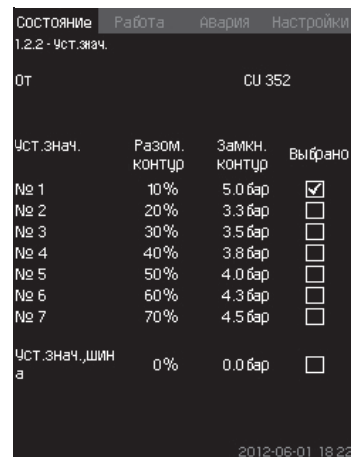 Состояние Работа Авария Настройки
1.2.2 - Уст.знач.
От CU 352
Уст.знач. Разом. контур Замкн. контур Выбрано
№ 1 10% 5.0 бар
№ 2 20% 3.3 бар
№ 3 30% 3.5 бар
№ 4 40% 3.8 бар
№ 5 50% 4.0 бар
№ 6 60% 4.3 бар
№ 7 70% 4.5 бар
Уст.знач.,шин
а 0% 0.0 бар
2012-06-01 18:22